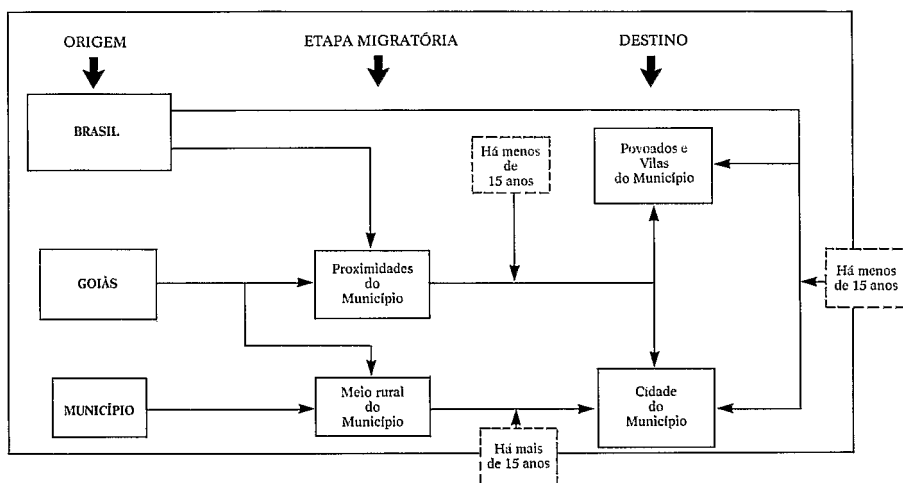 ORIGEM
ETAPA MIGRATÓRIA
DESTINO
BRASIL
Há menos
de
15 anos
Povoados e
Vilas
do Município
GOIÀS
Proximidades
do
Município
Há menos
de 15 anos
MUNICÍPIO
Meio rural
do
Município
Cidade
do
Município
Há mais
de 15 anos